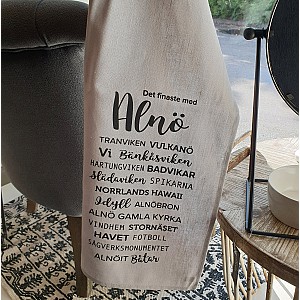 Det finaste med
Alnö
TRANVIKEN VULKANÖ
Vi Bänkåsviken
HARTUNGVIKEN BADVIKAR
Slädaviken SPIKARNA
NORRLANDS HAWAII
Idyll ALNÖBRON
ALNÖ GAMLA KYRKA
VINDHEM STORNÄSET
HAVET FOTBOLL
SÅGVERKSMONUMENTET
ALNÖIT Båtar